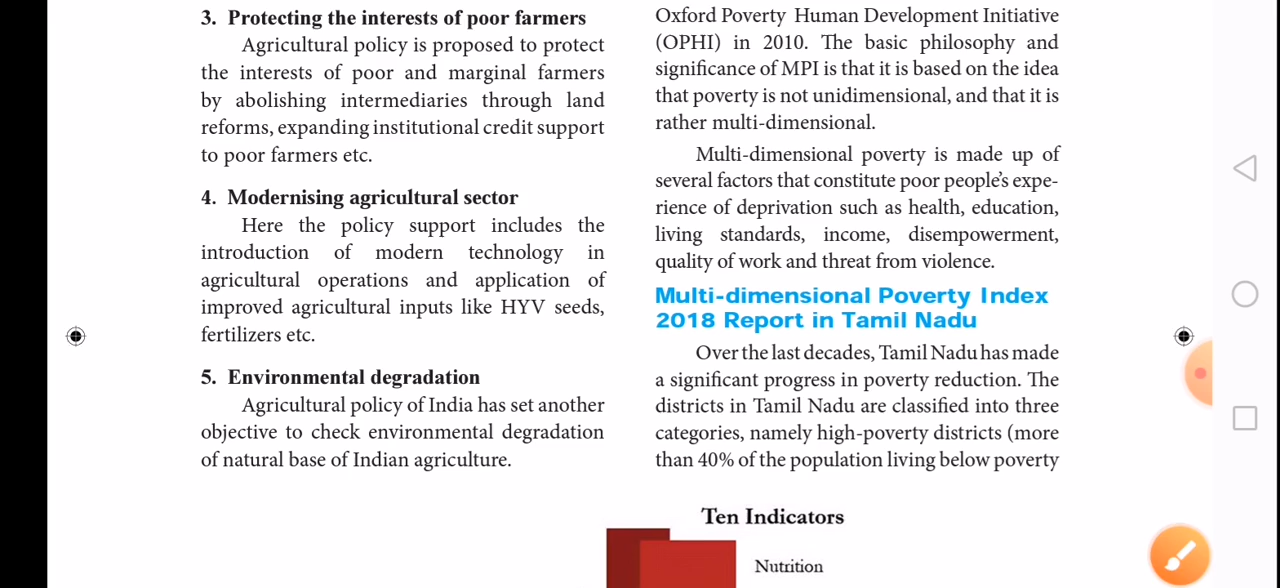 3. Protecting the interests of poor farmers
Agricultural policy is proposed to protect
the interests of poor and marginal farmers
by abolishing intermediaries through land
reforms, expanding institutional credit support
to poor farmers etc.
4. Modernising agricultural sector
Here the policy support includes the
introduction of modern technology in
agricultural operations and application of
improved agricultural inputs like HYV seeds,
fertilizers etc.
5. Environmental degradation
Agricultural policy of India has set another
objective to check environmental degradation
of natural base of Indian agriculture.
Oxford Poverty Human Development Initiative
(OPHI) in 2010. The basic philosophy and
significance of MPI is that it is based on the idea
that poverty is not unidimensional, and that it is
rather multi-dimensional.
Multi-dimensional poverty is made up of
several factors that constitute poor people's expe-
rience of deprivation such as health, education,
living standards, income, disempowerment,
quality of work and threat from violence.
Multi-dimensional Poverty Index
2018 Report in Tamil Nadu
Over the last decades, Tamil Nadu has made
a significant progress in poverty reduction. The
districts in Tamil Nadu are classified into three
categories, namely high-poverty districts (more
than 40% of the population living below poverty
Ten Indicators
Nutrition